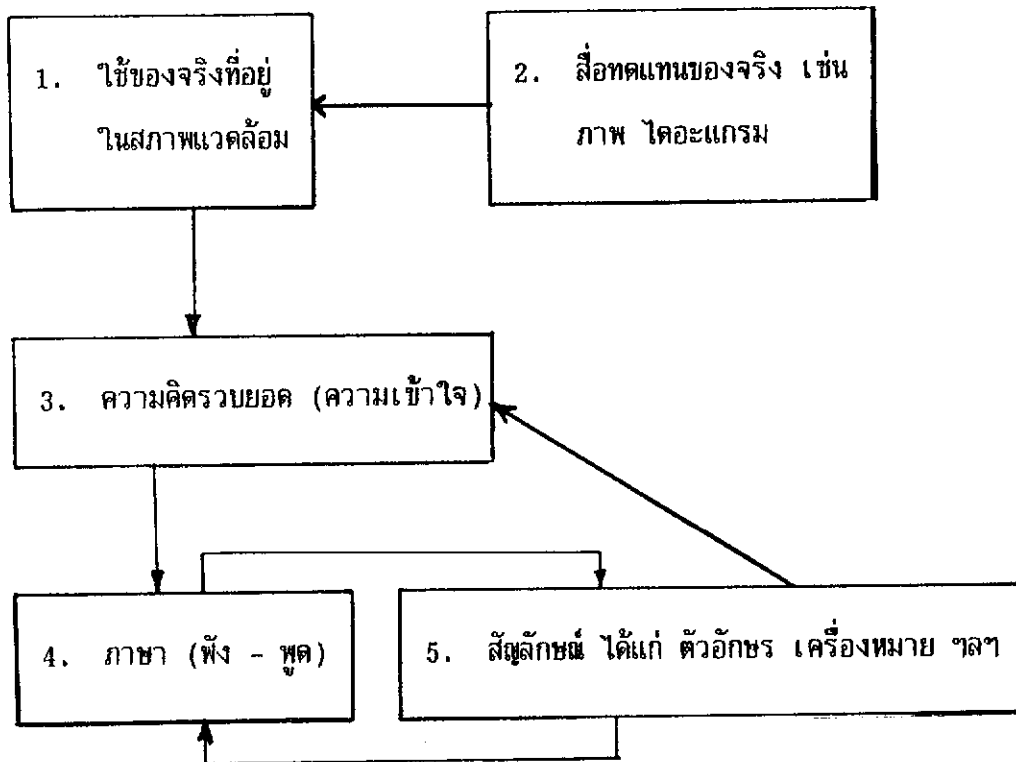 1. ใช้ของจริงที่อยู่
ในสภาพแวดล้อม
2. สื่อทดแทนของจริง เช่น
ภาพ ไดอะแกรม
3. ความคิดรวบยอด (ความเข้าใจ)
4. ภาษา (ฟัง - พูด)
5. สัญลักษณ์ ได้แก่ ตัวอักษร เครื่องหมาย ฯลฯ